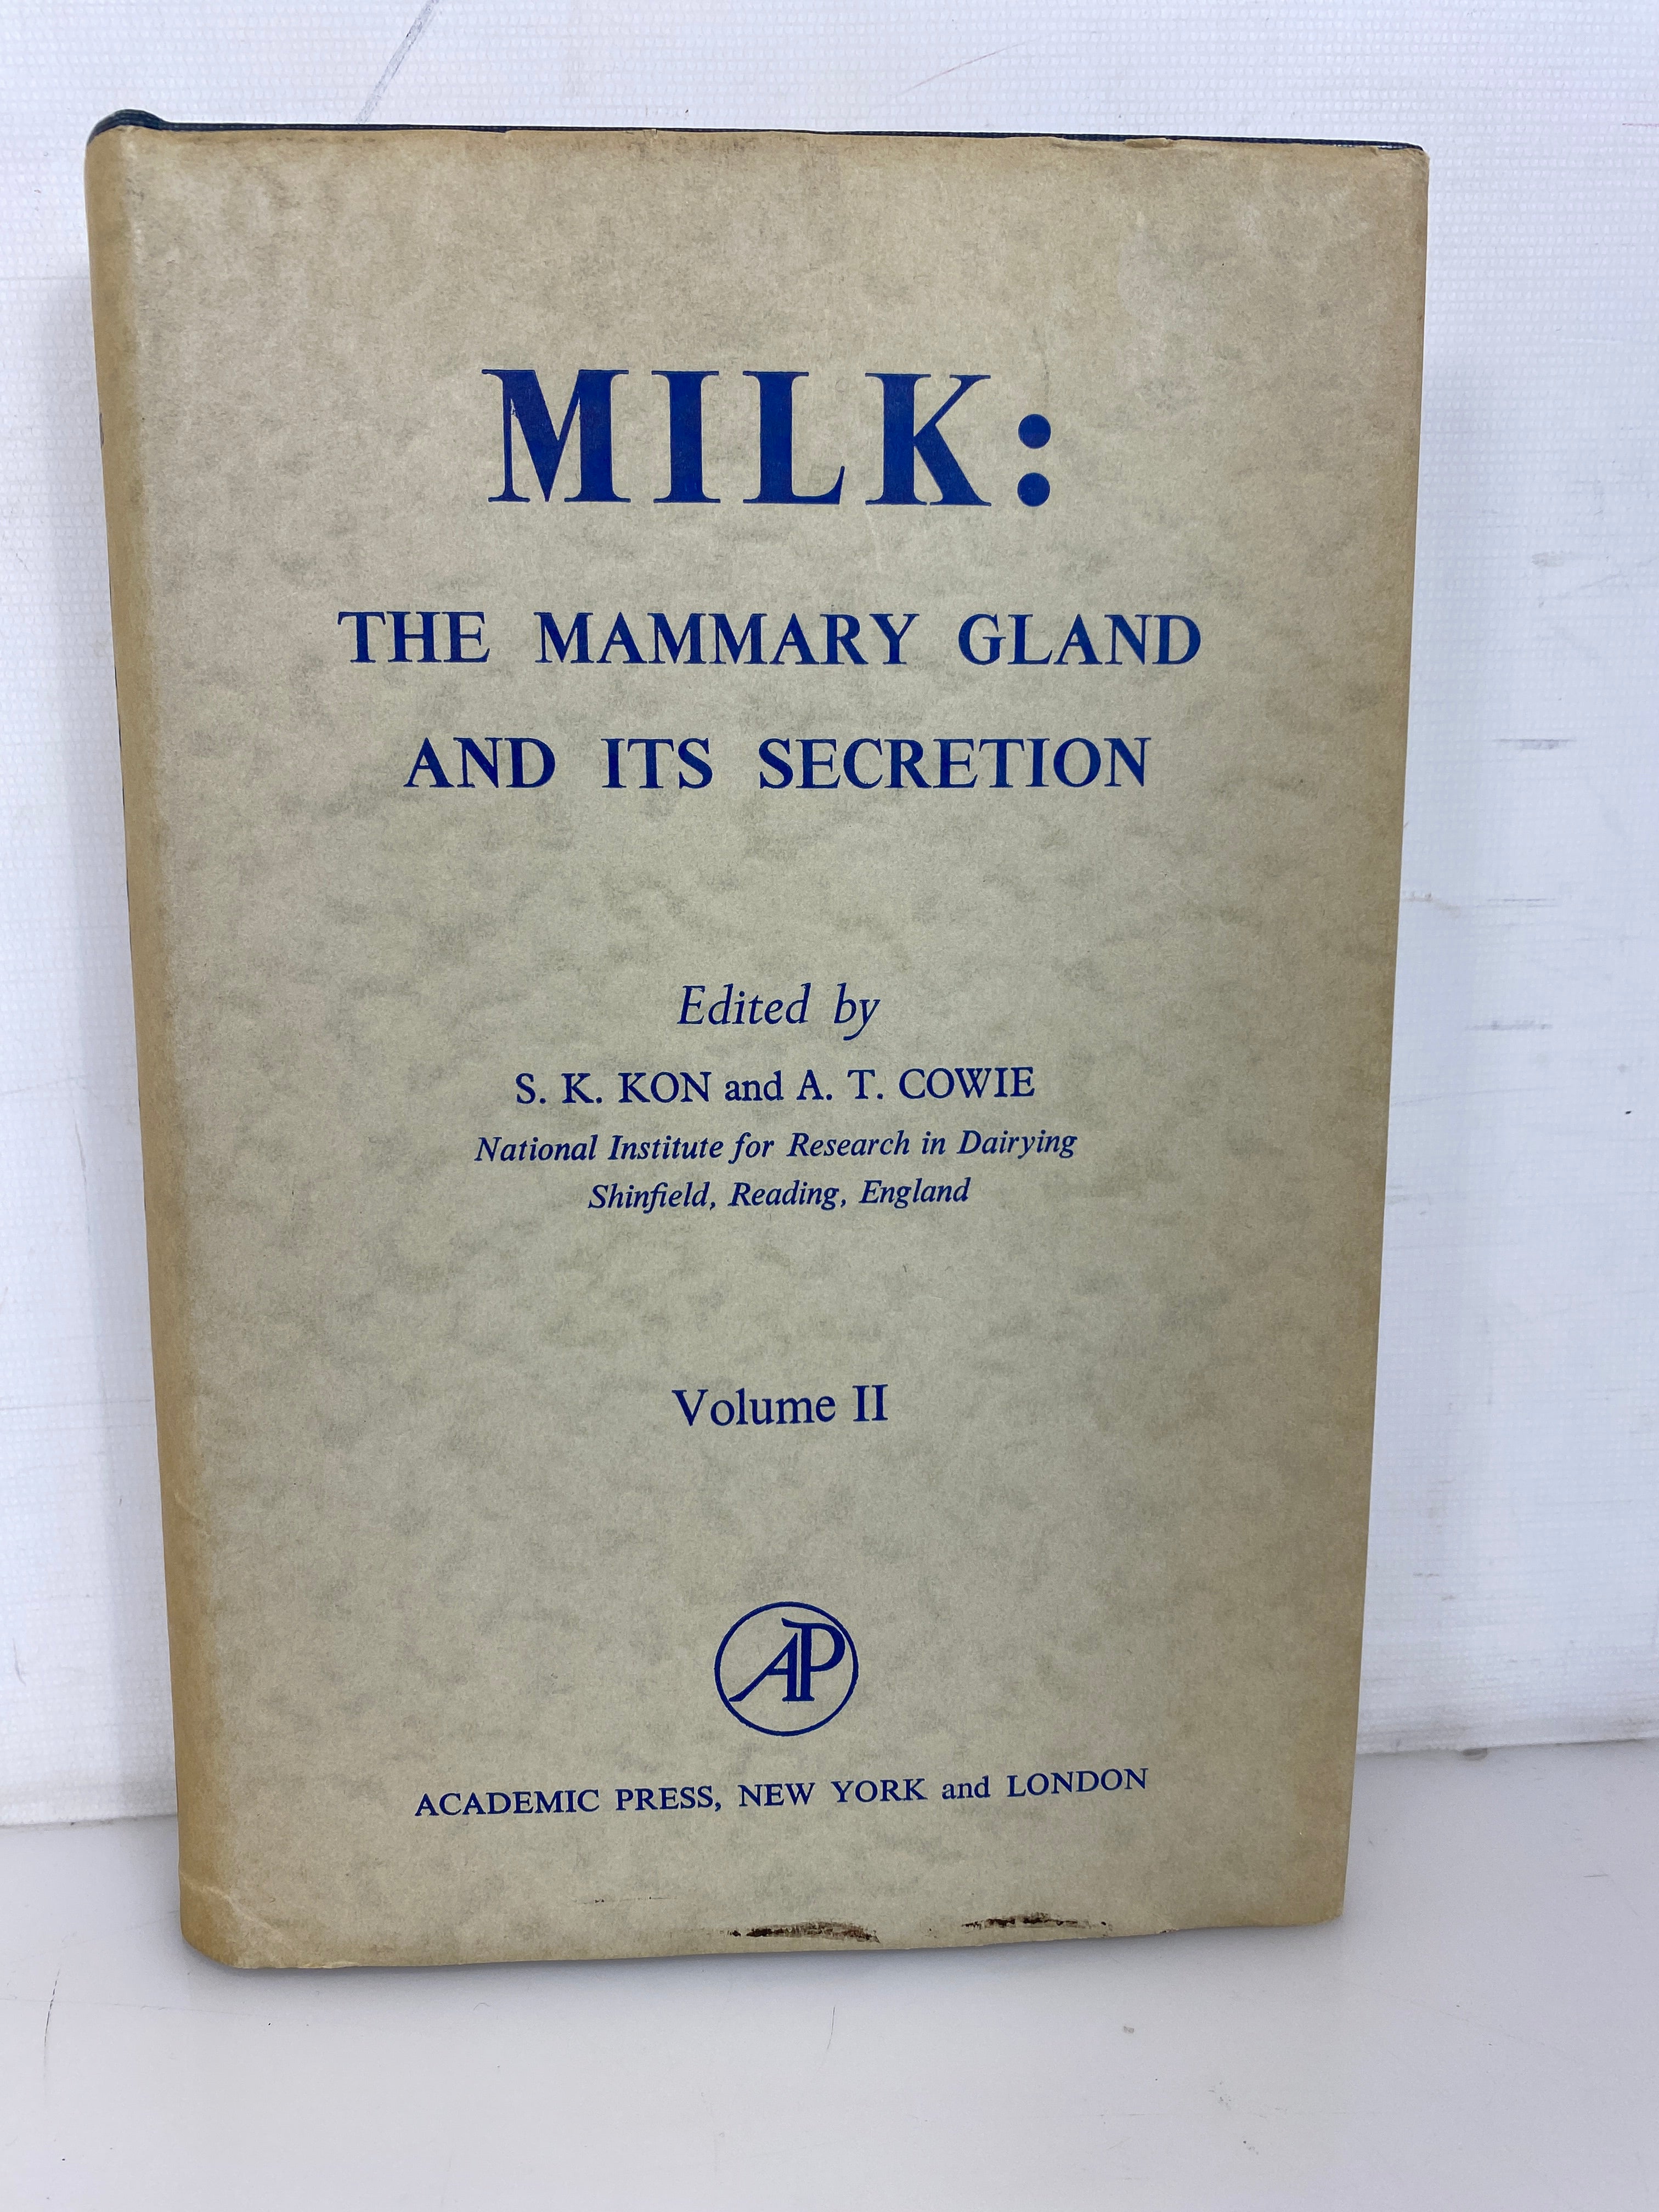 MILK:
THE MAMMARY GLAND
AND ITS SECRETION
Edited by
S. K. KON and A. T. COWIE
National Institute for Research in Dairying
Shinfield, Reading, England
Volume II
AP
ACADEMIC PRESS, NEW YORK and LONDON